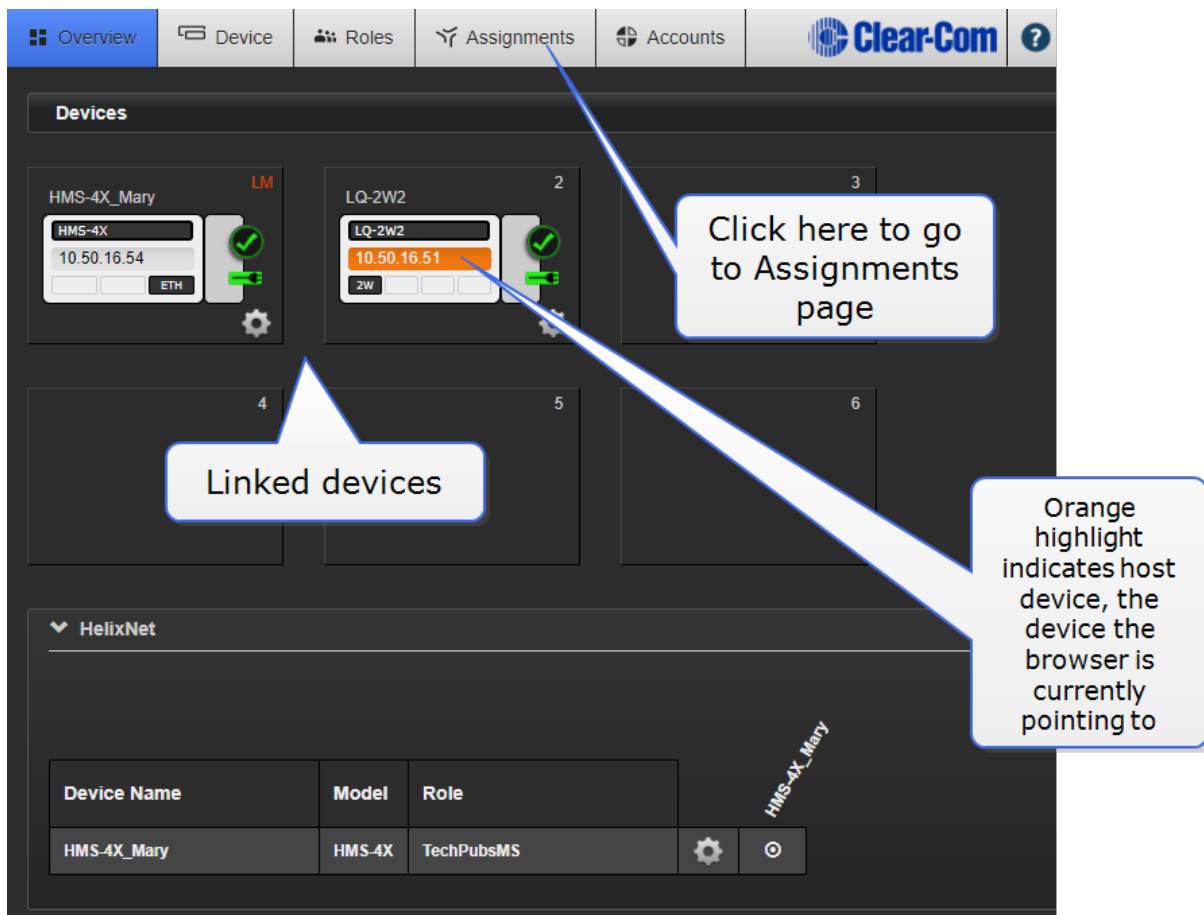 Overview
Device
Roles
Assignments
Accounts
Clear-Com
?
Devices
LM
HMS-4X_Mary
HMS-4X
10.50.16.54
ETH
2
LQ-2W2
LQ-2W2
10.50.16.51
2W
3
Click here to go
to Assignments
page
4
5
6
Linked devices
Orange
highlight
indicates host
device, the
device the
browser is
currently
pointing to
HelixNet
HMS-4X_Mary
Device Name Model Role
HMS-4X_Mary HMS-4X TechPubsMS